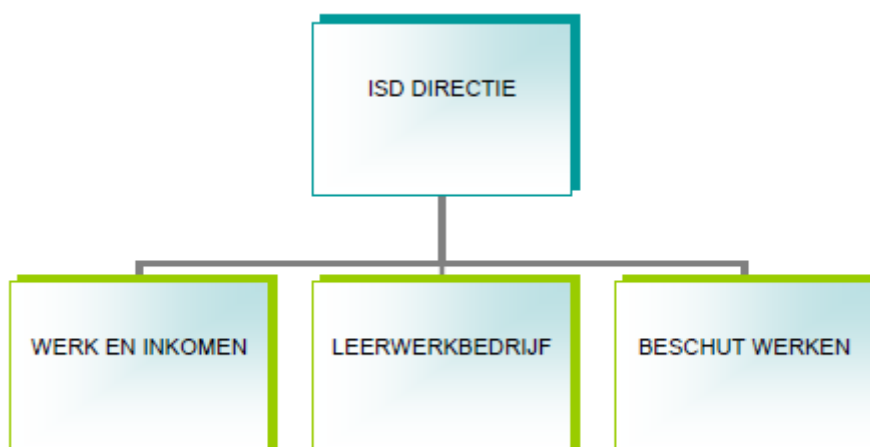 ISD DIRECTIE
WERK EN INKOMEN
LEERWERKBEDRIJF
BESCHUT WERKEN